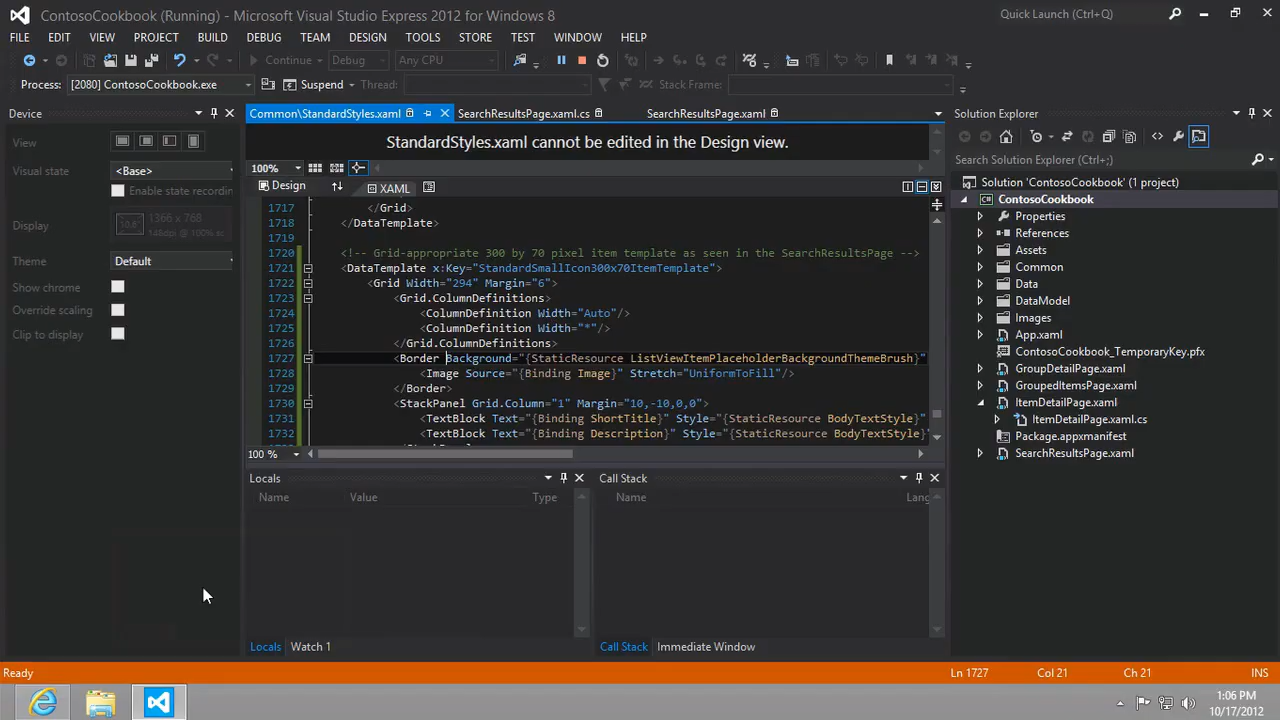 ContosoCookbook (Running) - Microsoft Visual Studio Express 2012 for Windows 8
Quick Launch (Ctrl+Q)
FILE EDIT VIEW PROJECT BUILD DEBUG TEAM DESIGN TOOLS STORE TEST WINDOW HELP
Continue Debug Any CPU
Process: [2080] ContosoCookbook.exe Suspend Thread: Stack Frame:
Device
View
Visual state <Base>
Enable state recordin
Display 10.6" 1366 x 768
148dpi @ 100% sc
Theme Default
Show chrome
Override scaling
Clip to display
Common\StandardStyles.xaml SearchResultsPage.xaml.cs SearchResultsPage.xaml
StandardStyles.xaml cannot be edited in the Design view.
100%
Design XAML
1717 </Grid>
1718 </DataTemplate>
1719
1720 <!-- Grid-appropriate 300 by 70 pixel item template as seen in the SearchResultsPage -->
1721 <DataTemplate x:Key="StandardSmallIcon300x70ItemTemplate">
1722 <Grid Width="294" Margin="6">
1723 <Grid.ColumnDefinitions>
1724 <ColumnDefinition Width="Auto"/>
1725 <ColumnDefinition Width="*"/>
1726 </Grid.ColumnDefinitions>
1727 <Border Background="{StaticResource ListViewItemPlaceholderBackgroundThemeBrush}"
1728 <Image Source="{Binding Image}" Stretch="UniformToFill"/>
1729 </Border>
1730 <StackPanel Grid.Column="1" Margin="10,-10,0,0">
1731 <TextBlock Text="{Binding ShortTitle}" Style="{StaticResource BodyTextStyle}"
1732 <TextBlock Text="{Binding Description}" Style="{StaticResource BodyTextStyle}"
100 %
Locals
Name Value Type
Locals Watch 1
Call Stack
Name Lang
Call Stack Immediate Window
Solution Explorer
Search Solution Explorer (Ctrl+;)
Solution 'ContosoCookbook' (1 project)
ContosoCookbook
Properties
References
Assets
Common
Data
DataModel
Images
App.xaml
ContosoCookbook_TemporaryKey.pfx
GroupDetailPage.xaml
GroupedItemsPage.xaml
ItemDetailPage.xaml
ItemDetailPage.xaml.cs
Package.appxmanifest
SearchResultsPage.xaml
Ready Ln 1727 Col 21 Ch 21 INS
1:06 PM
10/17/2012